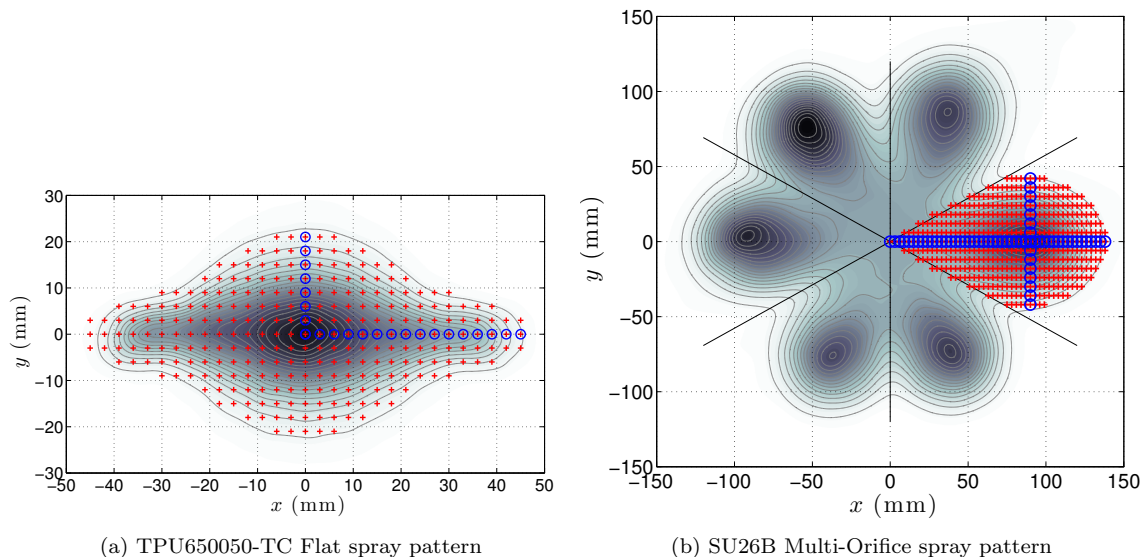 30
20
10
0
−10
−20
−30
y (mm)
−50 −40 −30 −20 −10 0 10 20 30 40 50
x (mm)
(a) TPU650050-TC Flat spray pattern
150
100
50
0
−50
−100
−150
y (mm)
−150 −100 −50 0 50 100 150
x (mm)
(b) SU26B Multi-Orifice spray pattern